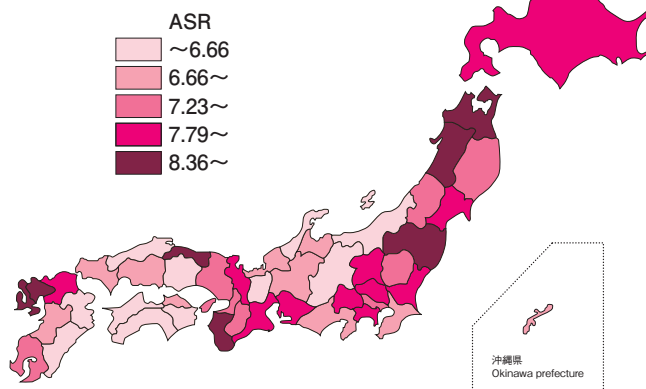 ASR
〜6.66
6.66〜
7.23〜
7.79〜
8.36〜
沖縄県
Okinawa prefecture